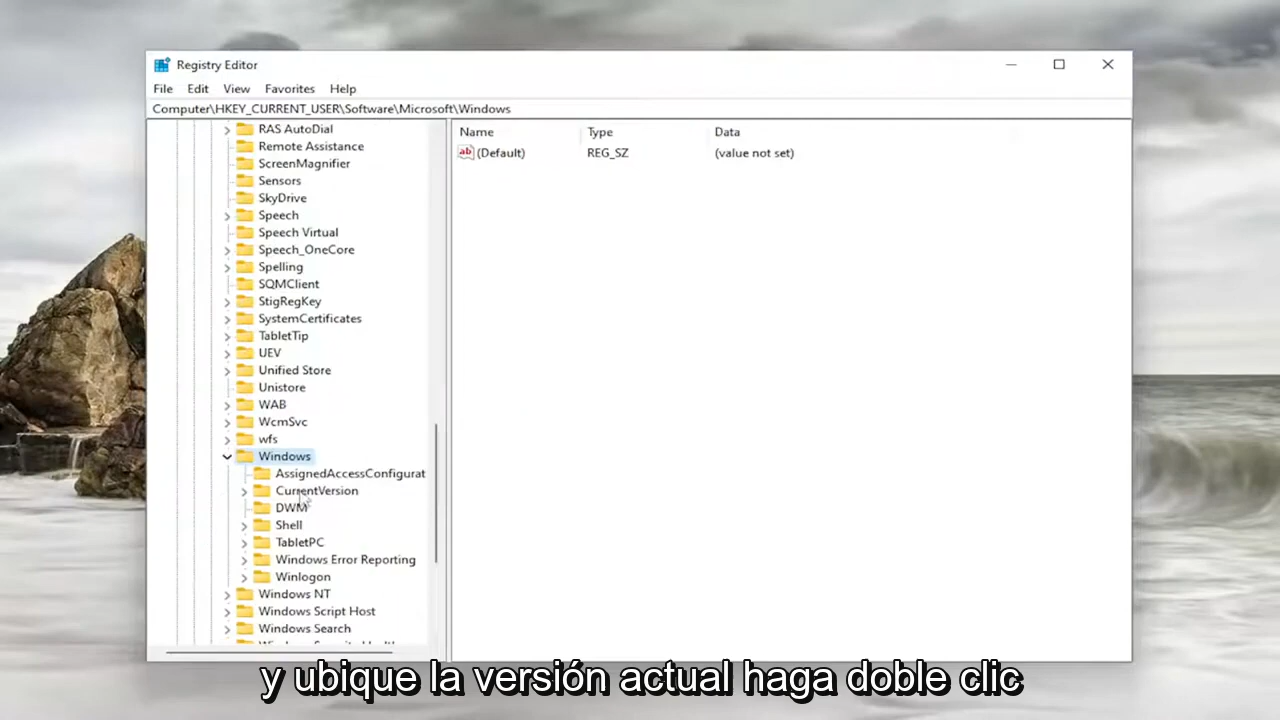 Registry Editor
File Edit View Favorites Help
Computer\HKEY_CURRENT_USER\Software\Microsoft\Windows
Name Type Data
(Default) REG_SZ (value not set)
RAS AutoDial
Remote Assistance
ScreenMagnifier
Sensors
SkyDrive
Speech
Speech Virtual
Speech_OneCore
Spelling
SQMClient
StigRegKey
SystemCertificates
TabletTip
UEV
Unified Store
Unistore
WAB
WcmSvc
wfs
Windows
AssignedAccessConfigurat
CurrentVersion
DWM
Shell
TabletPC
Windows Error Reporting
Winlogon
Windows NT
Windows Script Host
Windows Search
y ubique la versión actual haga doble clic